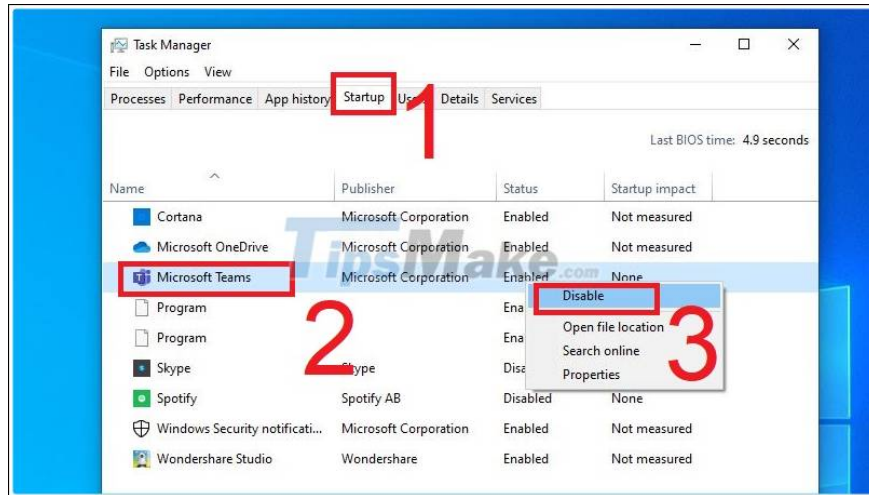 Task Manager
File Options View
1
Processes Performance App history Startup Details Services
Last BIOS time: 4.9 seconds
Name Publisher Status Startup impact
Cortana Microsoft Corporation Enabled Not measured
Microsoft OneDrive Microsoft Corporation Enabled Not measured
TipsMake.com
Microsoft Teams Microsoft Corporation Enabled None
Disable
Program Ena
2
3
Open file location
Program Ena
Search online
Skype Skype Disa
Properties
Spotify Spotify AB Disabled None
Windows Security notificati... Microsoft Corporation Enabled Not measured
Wondershare Studio Wondershare Enabled Not measured